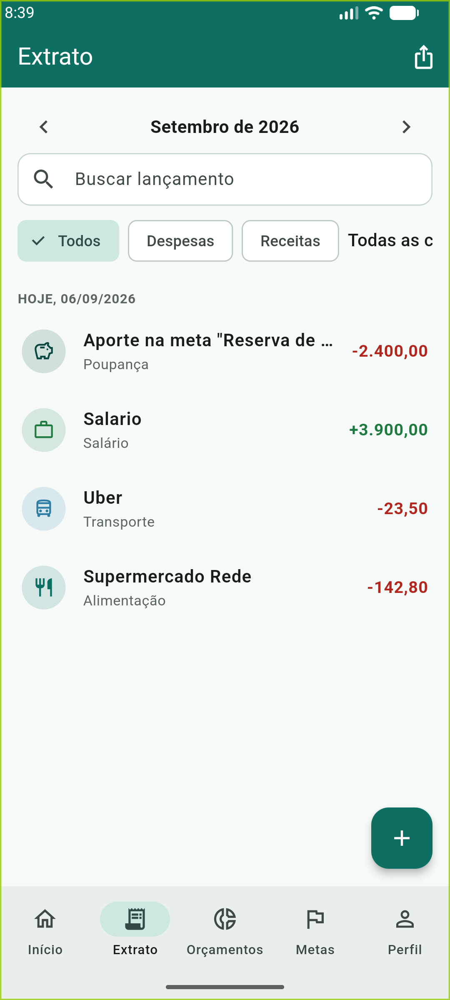 8:39
Extrato
Setembro de 2026
Buscar lançamento
Todos
Despesas
Receitas
Todas as c
HOJE, 06/09/2026
Aporte na meta "Reserva de ...
-2.400,00
Poupança
Salario
+3.900,00
Salário
Uber
-23,50
Transporte
Supermercado Rede
-142,80
Alimentação
Início
Extrato
Orçamentos
Metas
Perfil